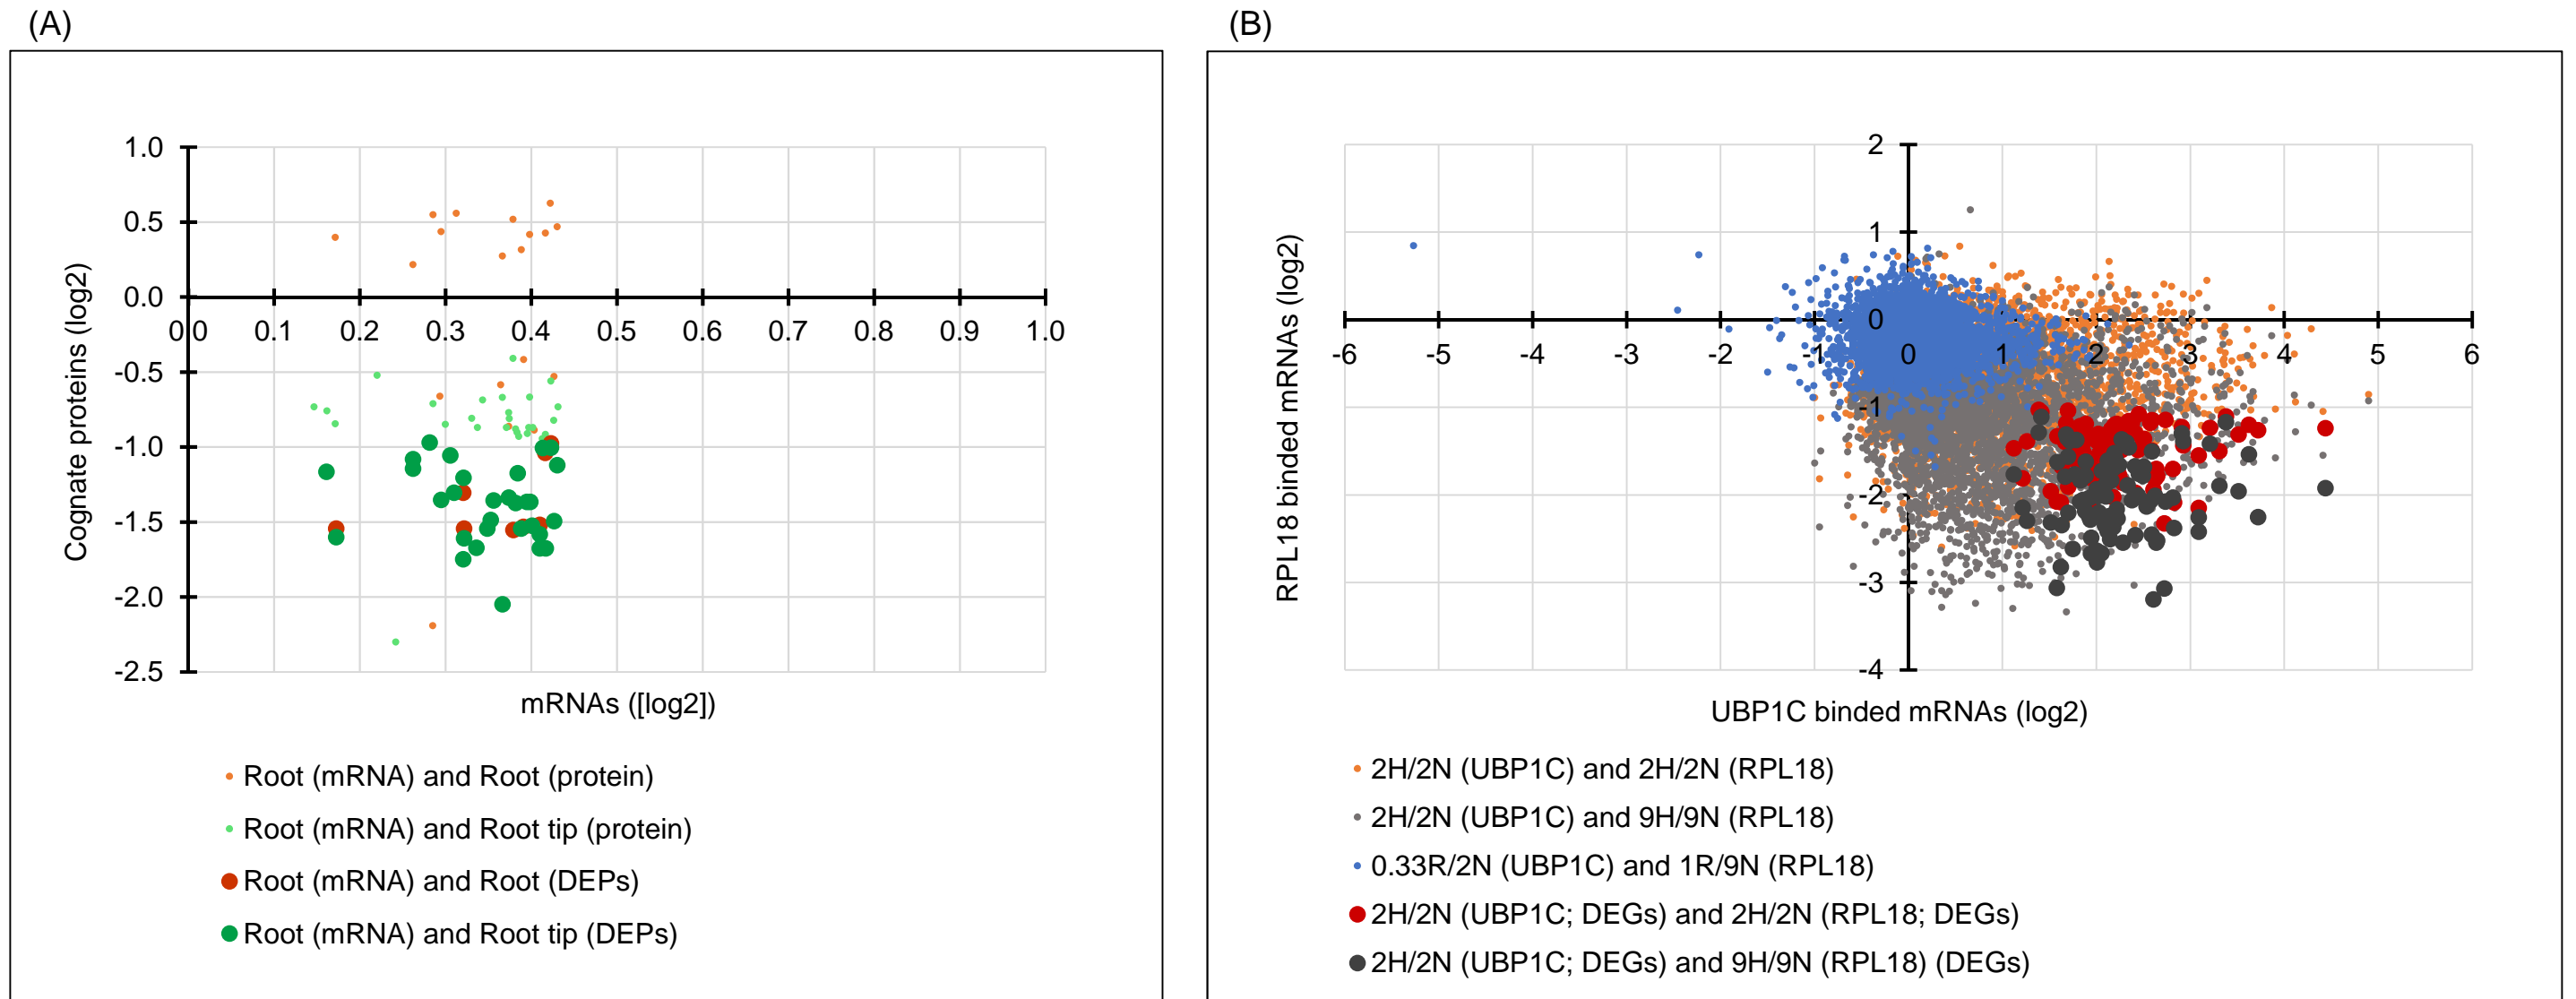 (A)
(B)
1.0
0.5
0.0
-0.5
-1.0
-1.5
-2.0
-2.5
0.0 0.1 0.2 0.3 0.4 0.5 0.6 0.7 0.8 0.9 1.0
Cognate proteins (log2)
mRNAs ([log2])
Root (mRNA) and Root (protein)
Root (mRNA) and Root tip (protein)
Root (mRNA) and Root (DEPs)
Root (mRNA) and Root tip (DEPs)
2
1
0
-1
-2
-3
-4
-6 -5 -4 -3 -2 -1 0 1 2 3 4 5 6
RPL18 binded mRNAs (log2)
UBP1C binded mRNAs (log2)
2H/2N (UBP1C) and 2H/2N (RPL18)
2H/2N (UBP1C) and 9H/9N (RPL18)
0.33R/2N (UBP1C) and 1R/9N (RPL18)
2H/2N (UBP1C; DEGs) and 2H/2N (RPL18; DEGs)
2H/2N (UBP1C; DEGs) and 9H/9N (RPL18) (DEGs)